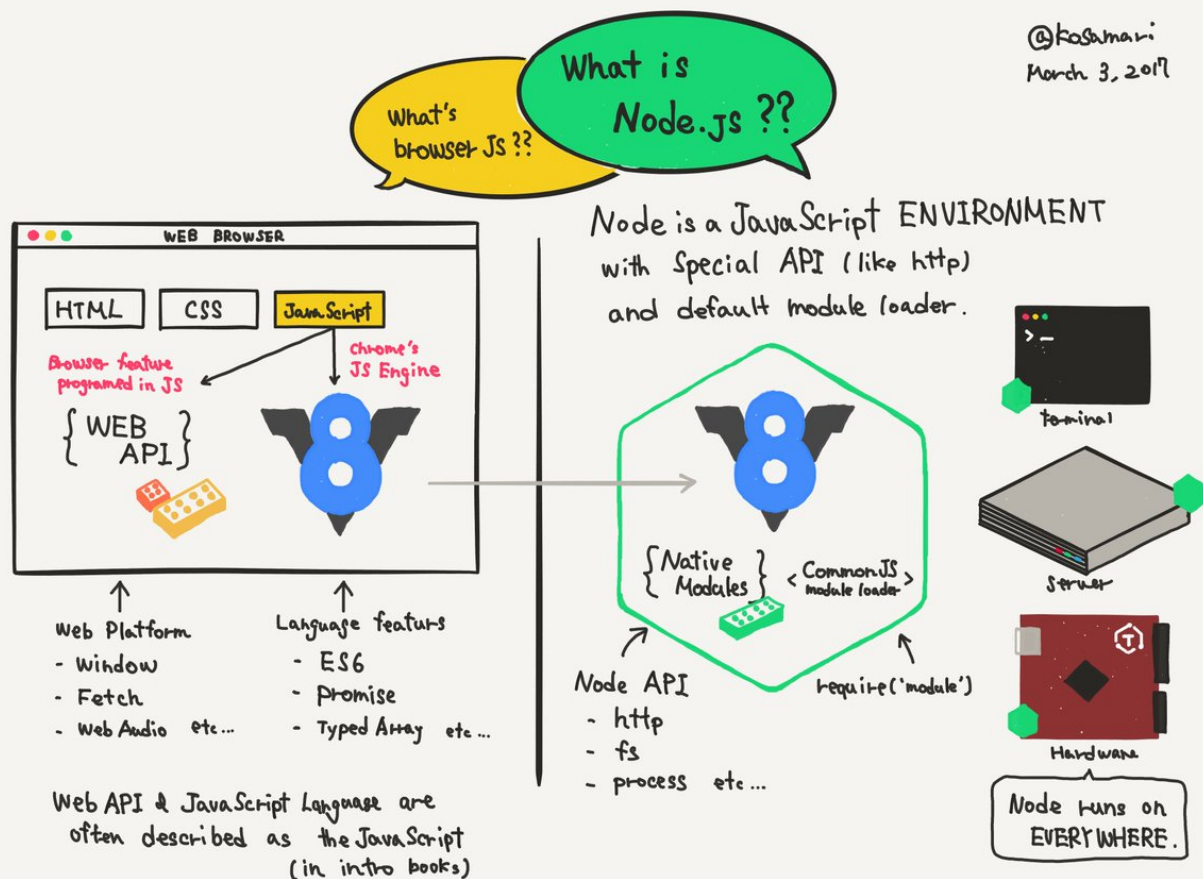 @kosamari
March 3, 2017
What's
browser Js ??
What is
Node.js ??
WEB BROWSER
HTML
CSS
JavaScript
Browser feature
programed in JS
Chrome's
JS Engine
{WEB
API}
8
Web Platform
- Window
- Fetch
- Web Audio etc...
Language featurs
- ES6
- Promise
- Typed Array etc...
Web API & JavaScript Language are
often described as the JavaScript
(in intro books)
Node is a JavaScript ENVIRONMENT
with Special API (like http)
and default module loader.
8
{Native
Modules}
<CommonJS
module loader>
Node API
- http
- fs
- process etc...
require('module')
>_
terminal
server
T
Hardware
Node runs on
EVERYWHERE.